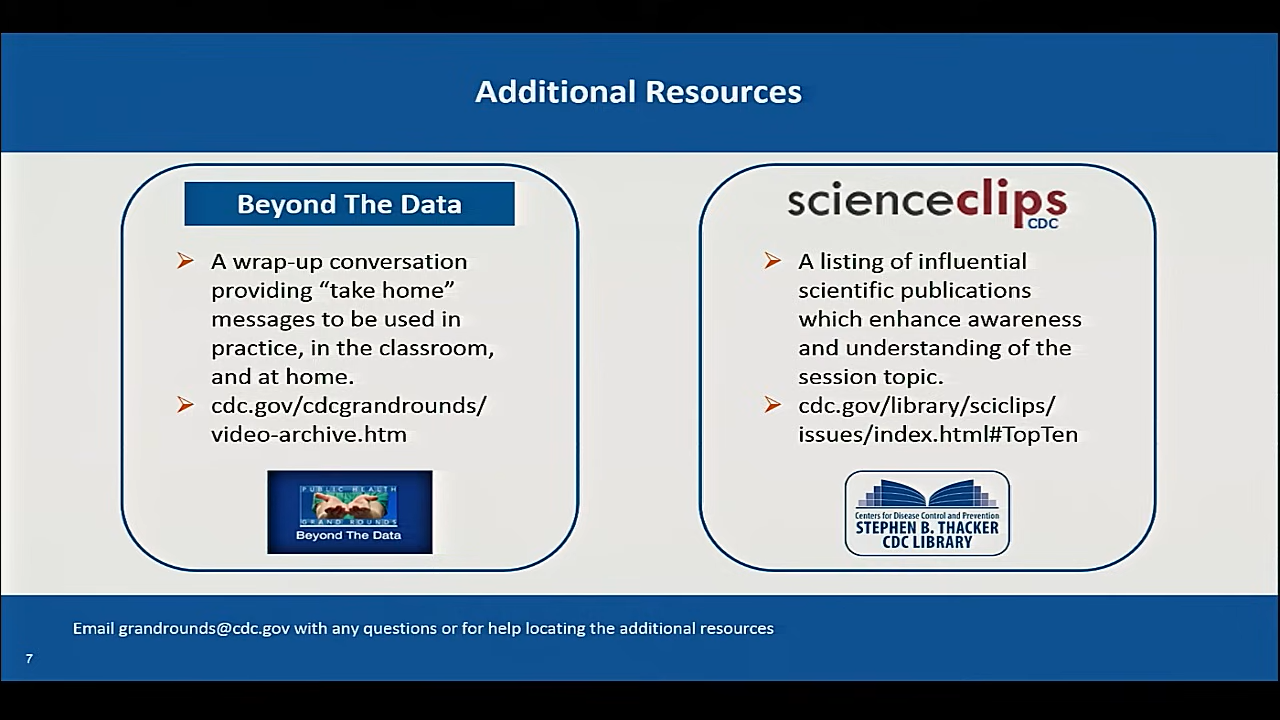 Additional Resources
Beyond The Data
➢ A wrap-up conversation
providing “take home”
messages to be used in
practice, in the classroom,
and at home.
➢ cdc.gov/cdcgrandrounds/
video-archive.htm
PUBLIC HEALTH
GRAND ROUNDS
Beyond The Data
scienceclips
CDC
➢ A listing of influential
scientific publications
which enhance awareness
and understanding of the
session topic.
➢ cdc.gov/library/sciclips/
issues/index.html#TopTen
Centers for Disease Control and Prevention
STEPHEN B. THACKER
CDC LIBRARY
Email grandrounds@cdc.gov with any questions or for help locating the additional resources
7